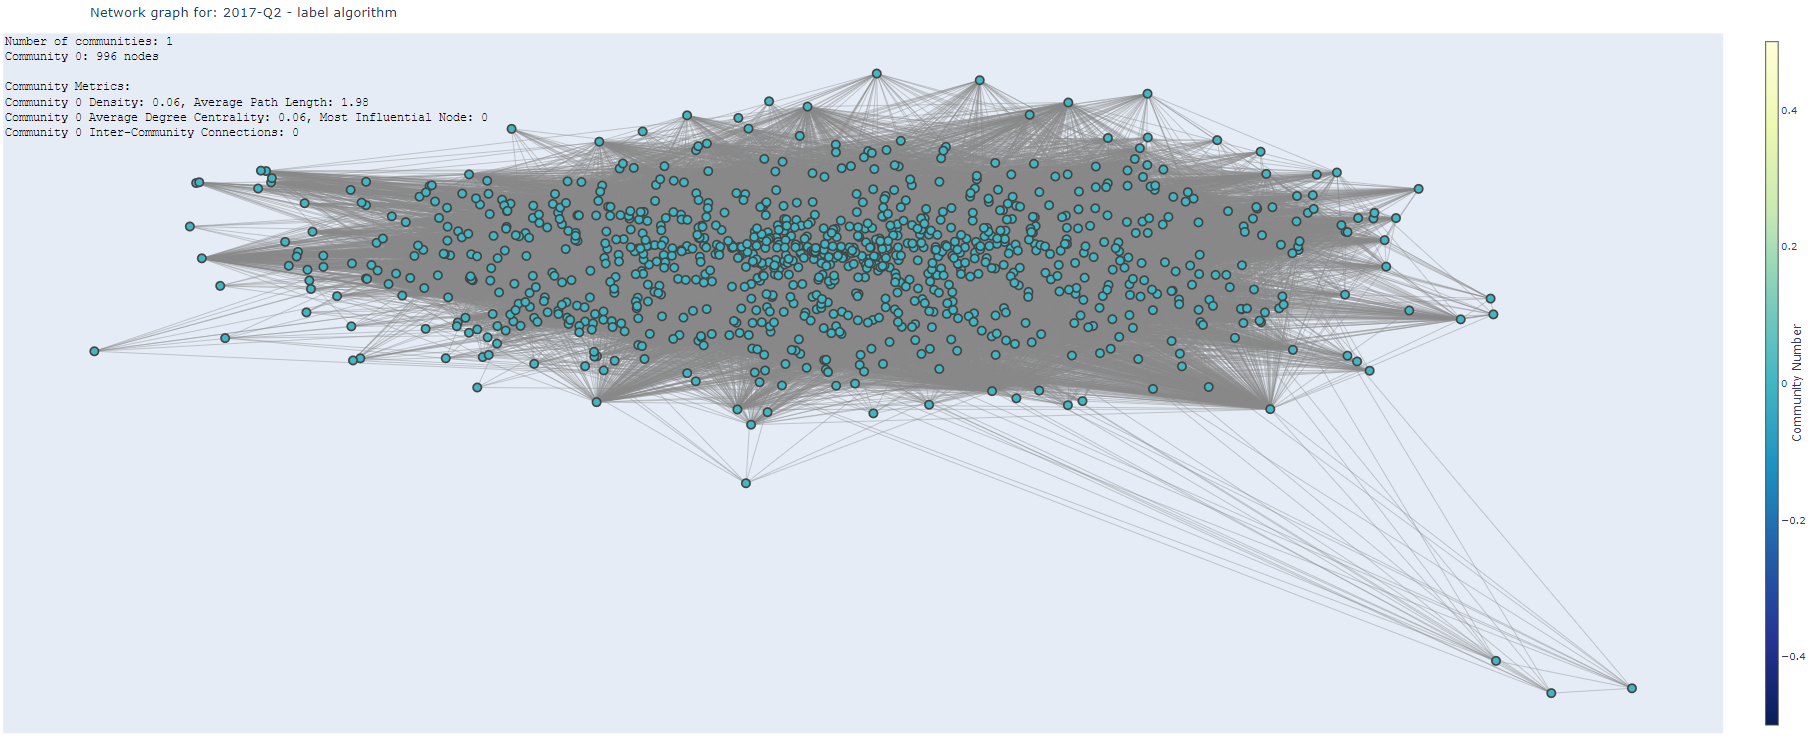 Network graph for: 2017-Q2 - label algorithm
Number of communities: 1
Community 0: 996 nodes
Community Metrics:
Community 0 Density: 0.06, Average Path Length: 1.98
Community 0 Average Degree Centrality: 0.06, Most Influential Node: 0
Community 0 Inter-Community Connections: 0
0.4
0.2
0
−0.2
−0.4
Community Number